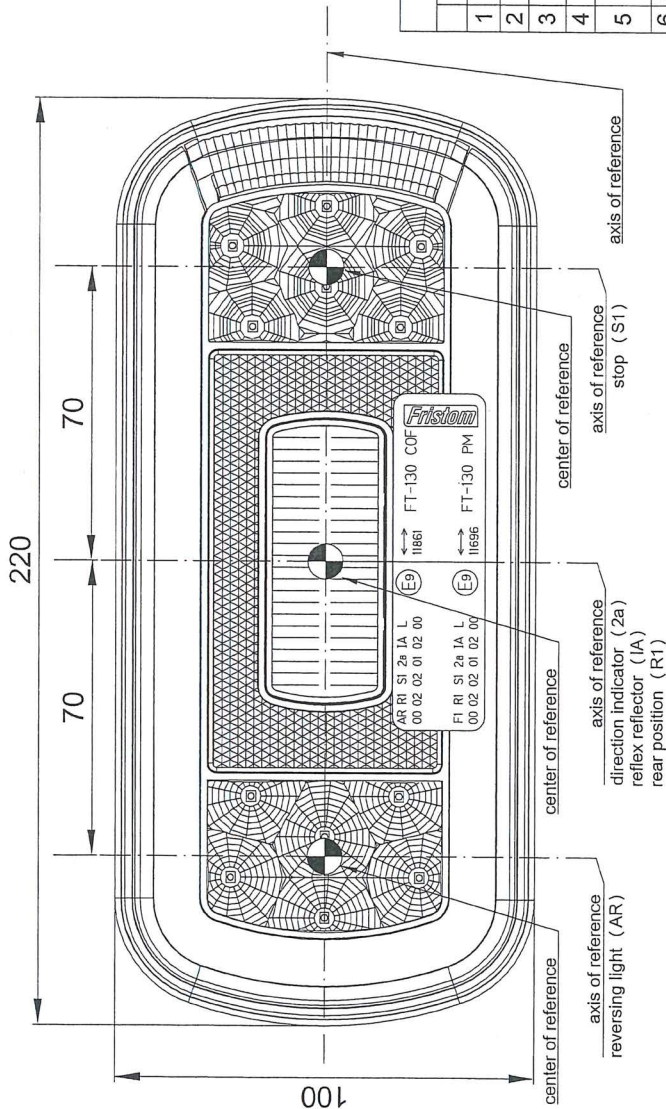 220
70
70
100
AR R1 S1 2a IA L
00 02 02 01 02 00
E9
11861
FT-130 COF
Fristom
F1 R1 S1 2a IA L
00 02 02 01 02 00
E9
11696
FT-130 PM
center of reference
axis of reference
reversing light (AR)
center of reference
axis of reference
direction indicator (2a)
reflex reflector (IA)
rear position (R1)
center of reference
axis of reference
stop (S1)
axis of reference
1
2
3
4
5
6